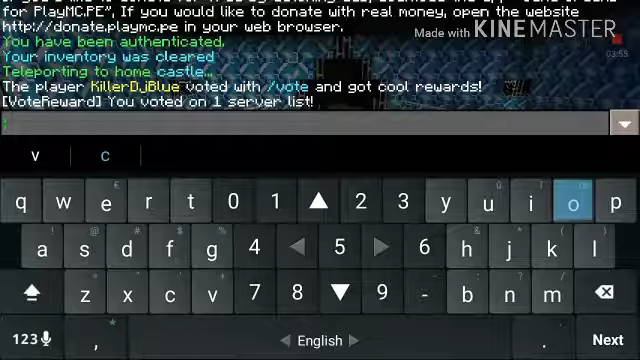 for PlayMC.PE", If you would like to donate with real money, open the website
http://donate.playmc.pe in your web browser.
You have been authenticated.
Your inventory was cleared
Teleporting to home castle...
The player KillerDjBlue voted with /vote and got cool rewards!
[VoteReward] You voted on 1 server list!
Made with KINEMASTER
03:55
v c
q w e r t 0 1 2 3 y u i o p
a s d f g 4 5 6 h j k l
z x c v 7 8 9 - b n m
123 , English . Next